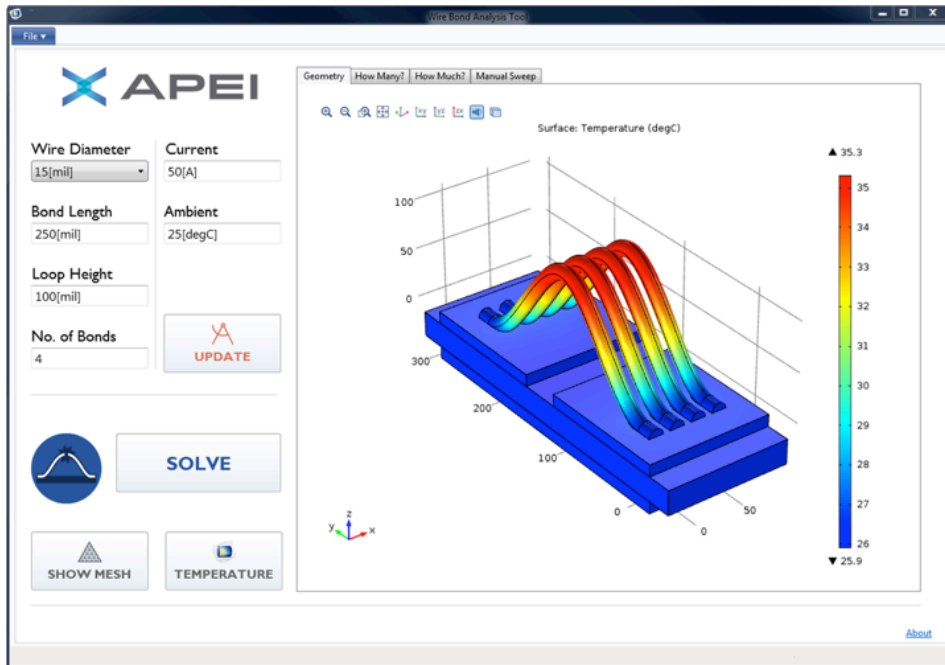 Wire Bond Analysis Tool
File
APEI
Geometry How Many? How Much? Manual Sweep
xy yz zx
Surface: Temperature (degC)
Wire Diameter Current
15[mil] 50[A]
Bond Length Ambient
250[mil] 25[degC]
Loop Height
100[mil]
No. of Bonds
4
UPDATE
SOLVE
SHOW MESH TEMPERATURE
100
50
0
300
200
100
0
50
0
z
y x
35.3
35
34
33
32
31
30
29
28
27
26
25.9
About